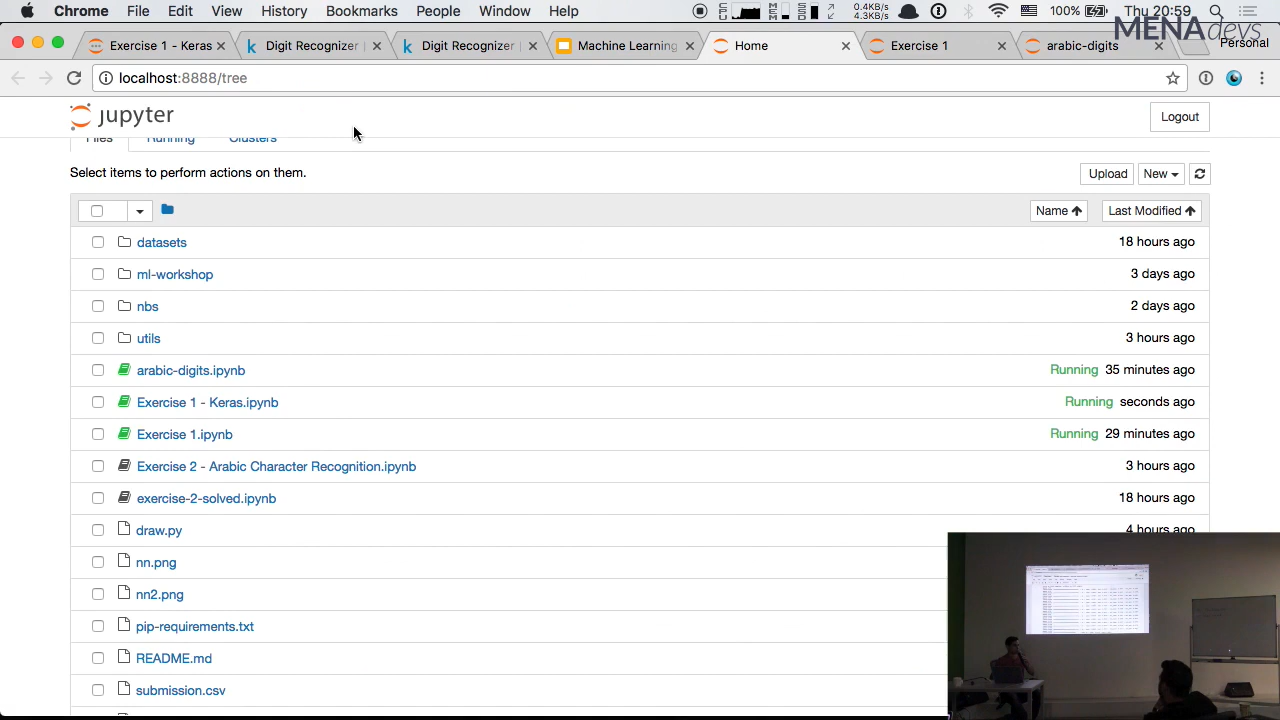 Chrome File Edit View History Bookmarks People Window Help 0.4KB/s 4.3KB/s 100% Thu 20:59
MENAdevs
Exercise 1 - Keras Digit Recognizer Digit Recognizer Machine Learning Home Exercise 1 arabic-digits Personal
localhost:8888/tree
jupyter Logout
Files Running Clusters
Select items to perform actions on them. Upload New
Name Last Modified
datasets 18 hours ago
ml-workshop 3 days ago
nbs 2 days ago
utils 3 hours ago
arabic-digits.ipynb Running 35 minutes ago
Exercise 1 - Keras.ipynb Running seconds ago
Exercise 1.ipynb Running 29 minutes ago
Exercise 2 - Arabic Character Recognition.ipynb 3 hours ago
exercise-2-solved.ipynb 18 hours ago
draw.py 4 hours ago
nn.png
nn2.png
pip-requirements.txt
README.md
submission.csv